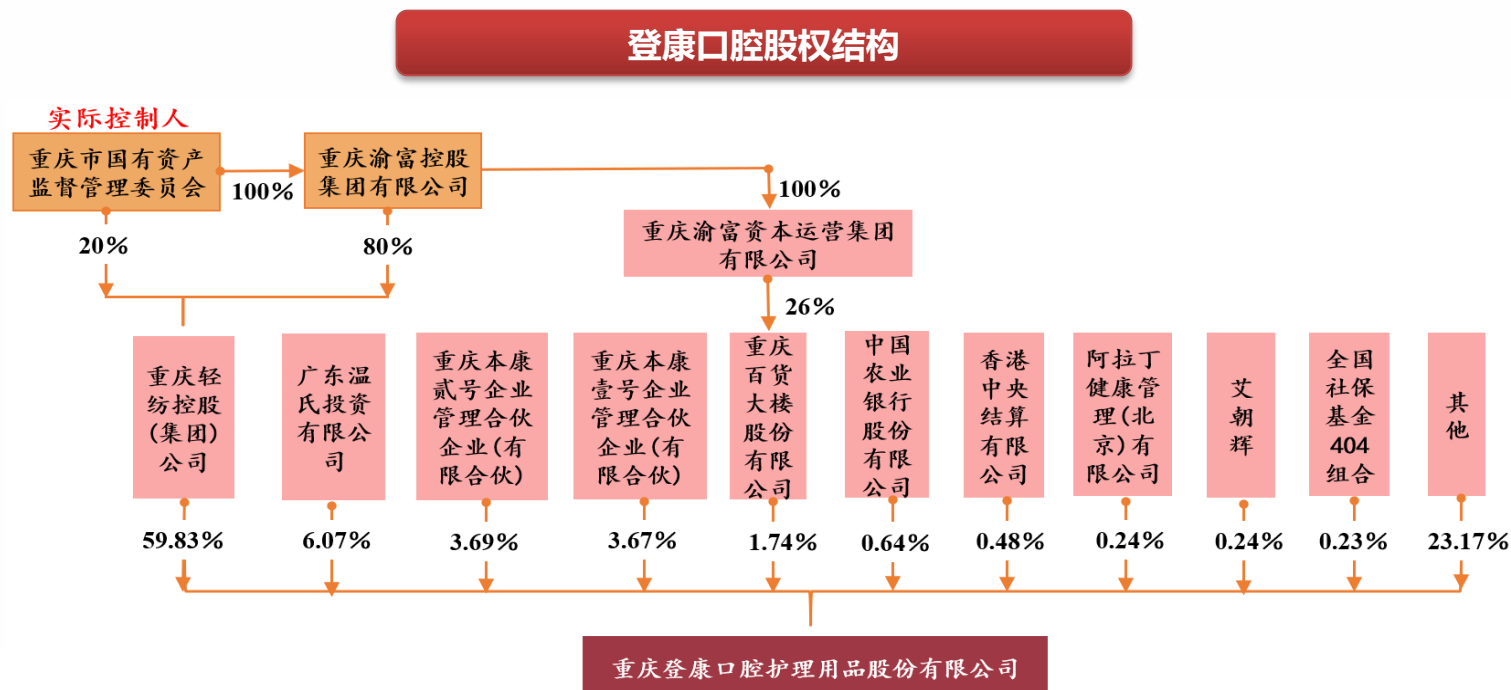 登康口腔股权结构
实际控制人
重庆市国有资产
监督管理委员会
100%
重庆渝富控股
集团有限公司
100%
重庆渝富资本运营集团
有限公司
20%
80%
26%
重庆轻
纺控股
(集团)
公司
广东温
氏投资
有限公
司
重庆本康
贰号企业
管理合伙
企业(有
限合伙)
重庆本康
壹号企业
管理合伙
企业(有
限合伙)
重庆
百货
大楼
股份
有限
公司
中国
农业
银行
股份
有限
公司
香港
中央
结算
有限
公司
阿拉丁
健康管
理(北
京)有
限公司
艾
朝
辉
全国
社保
基金
404
组合
其
他
59.83%
6.07%
3.69%
3.67%
1.74%
0.64%
0.48%
0.24%
0.24%
0.23%
23.17%
重庆登康口腔护理用品股份有限公司